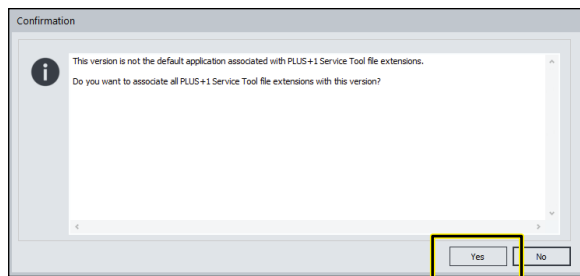 Confirmation
This version is not the default application associated with PLUS+1 Service Tool file extensions.
Do you want to associate all PLUS+1 Service Tool file extensions with this version?
Yes
No